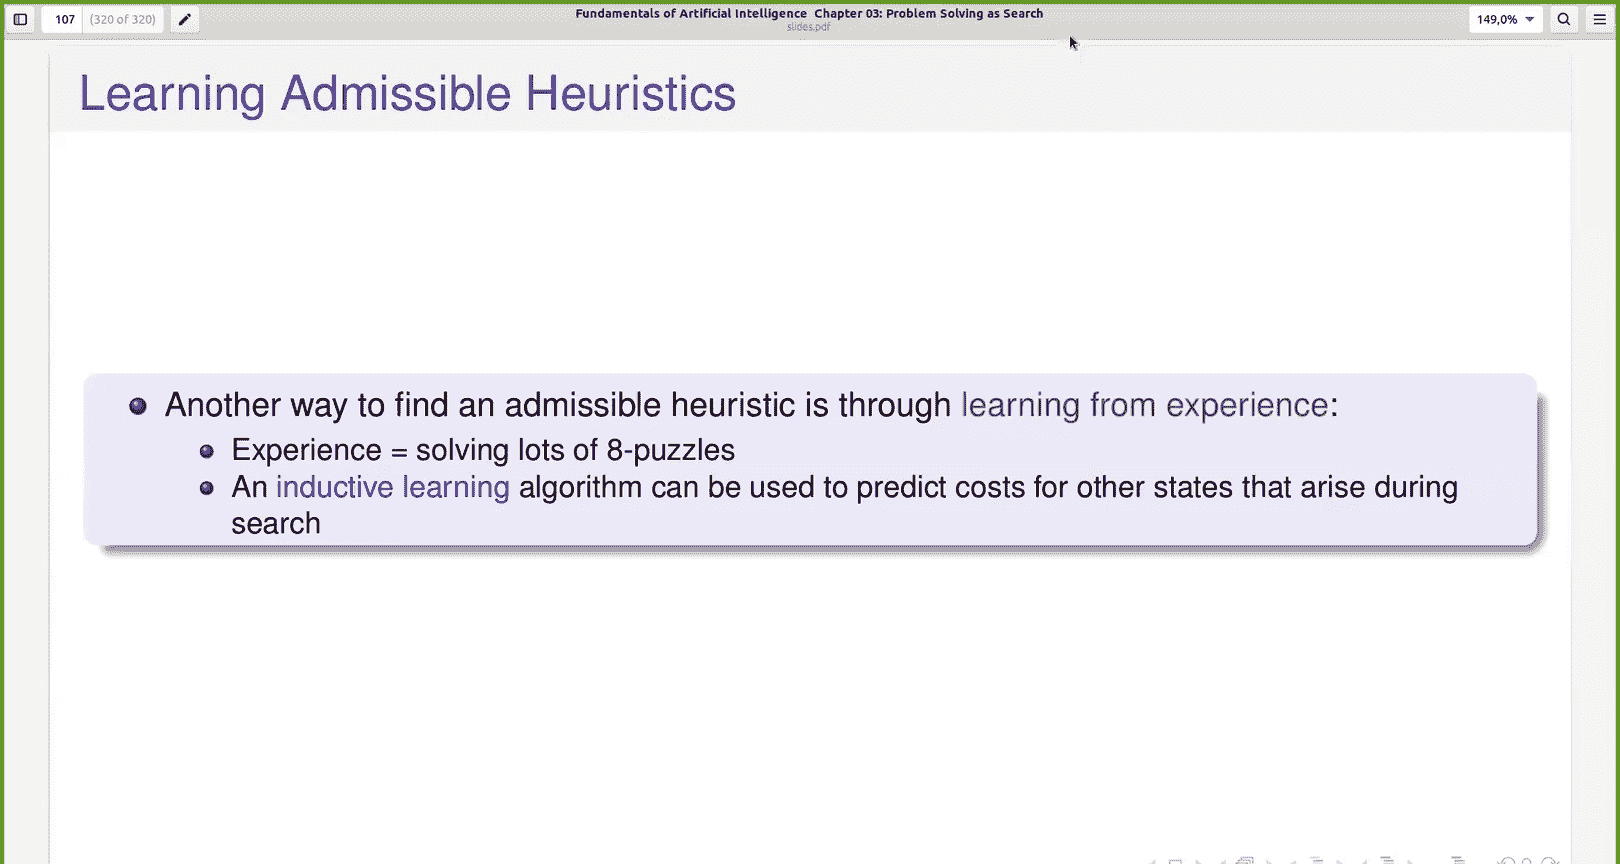 107 (320 of 320)
Fundamentals of Artificial Intelligence Chapter 03: Problem Solving as Search
slides.pdf
149,0%
Learning Admissible Heuristics
Another way to find an admissible heuristic is through learning from experience:
Experience = solving lots of 8-puzzles
An inductive learning algorithm can be used to predict costs for other states that arise during
search